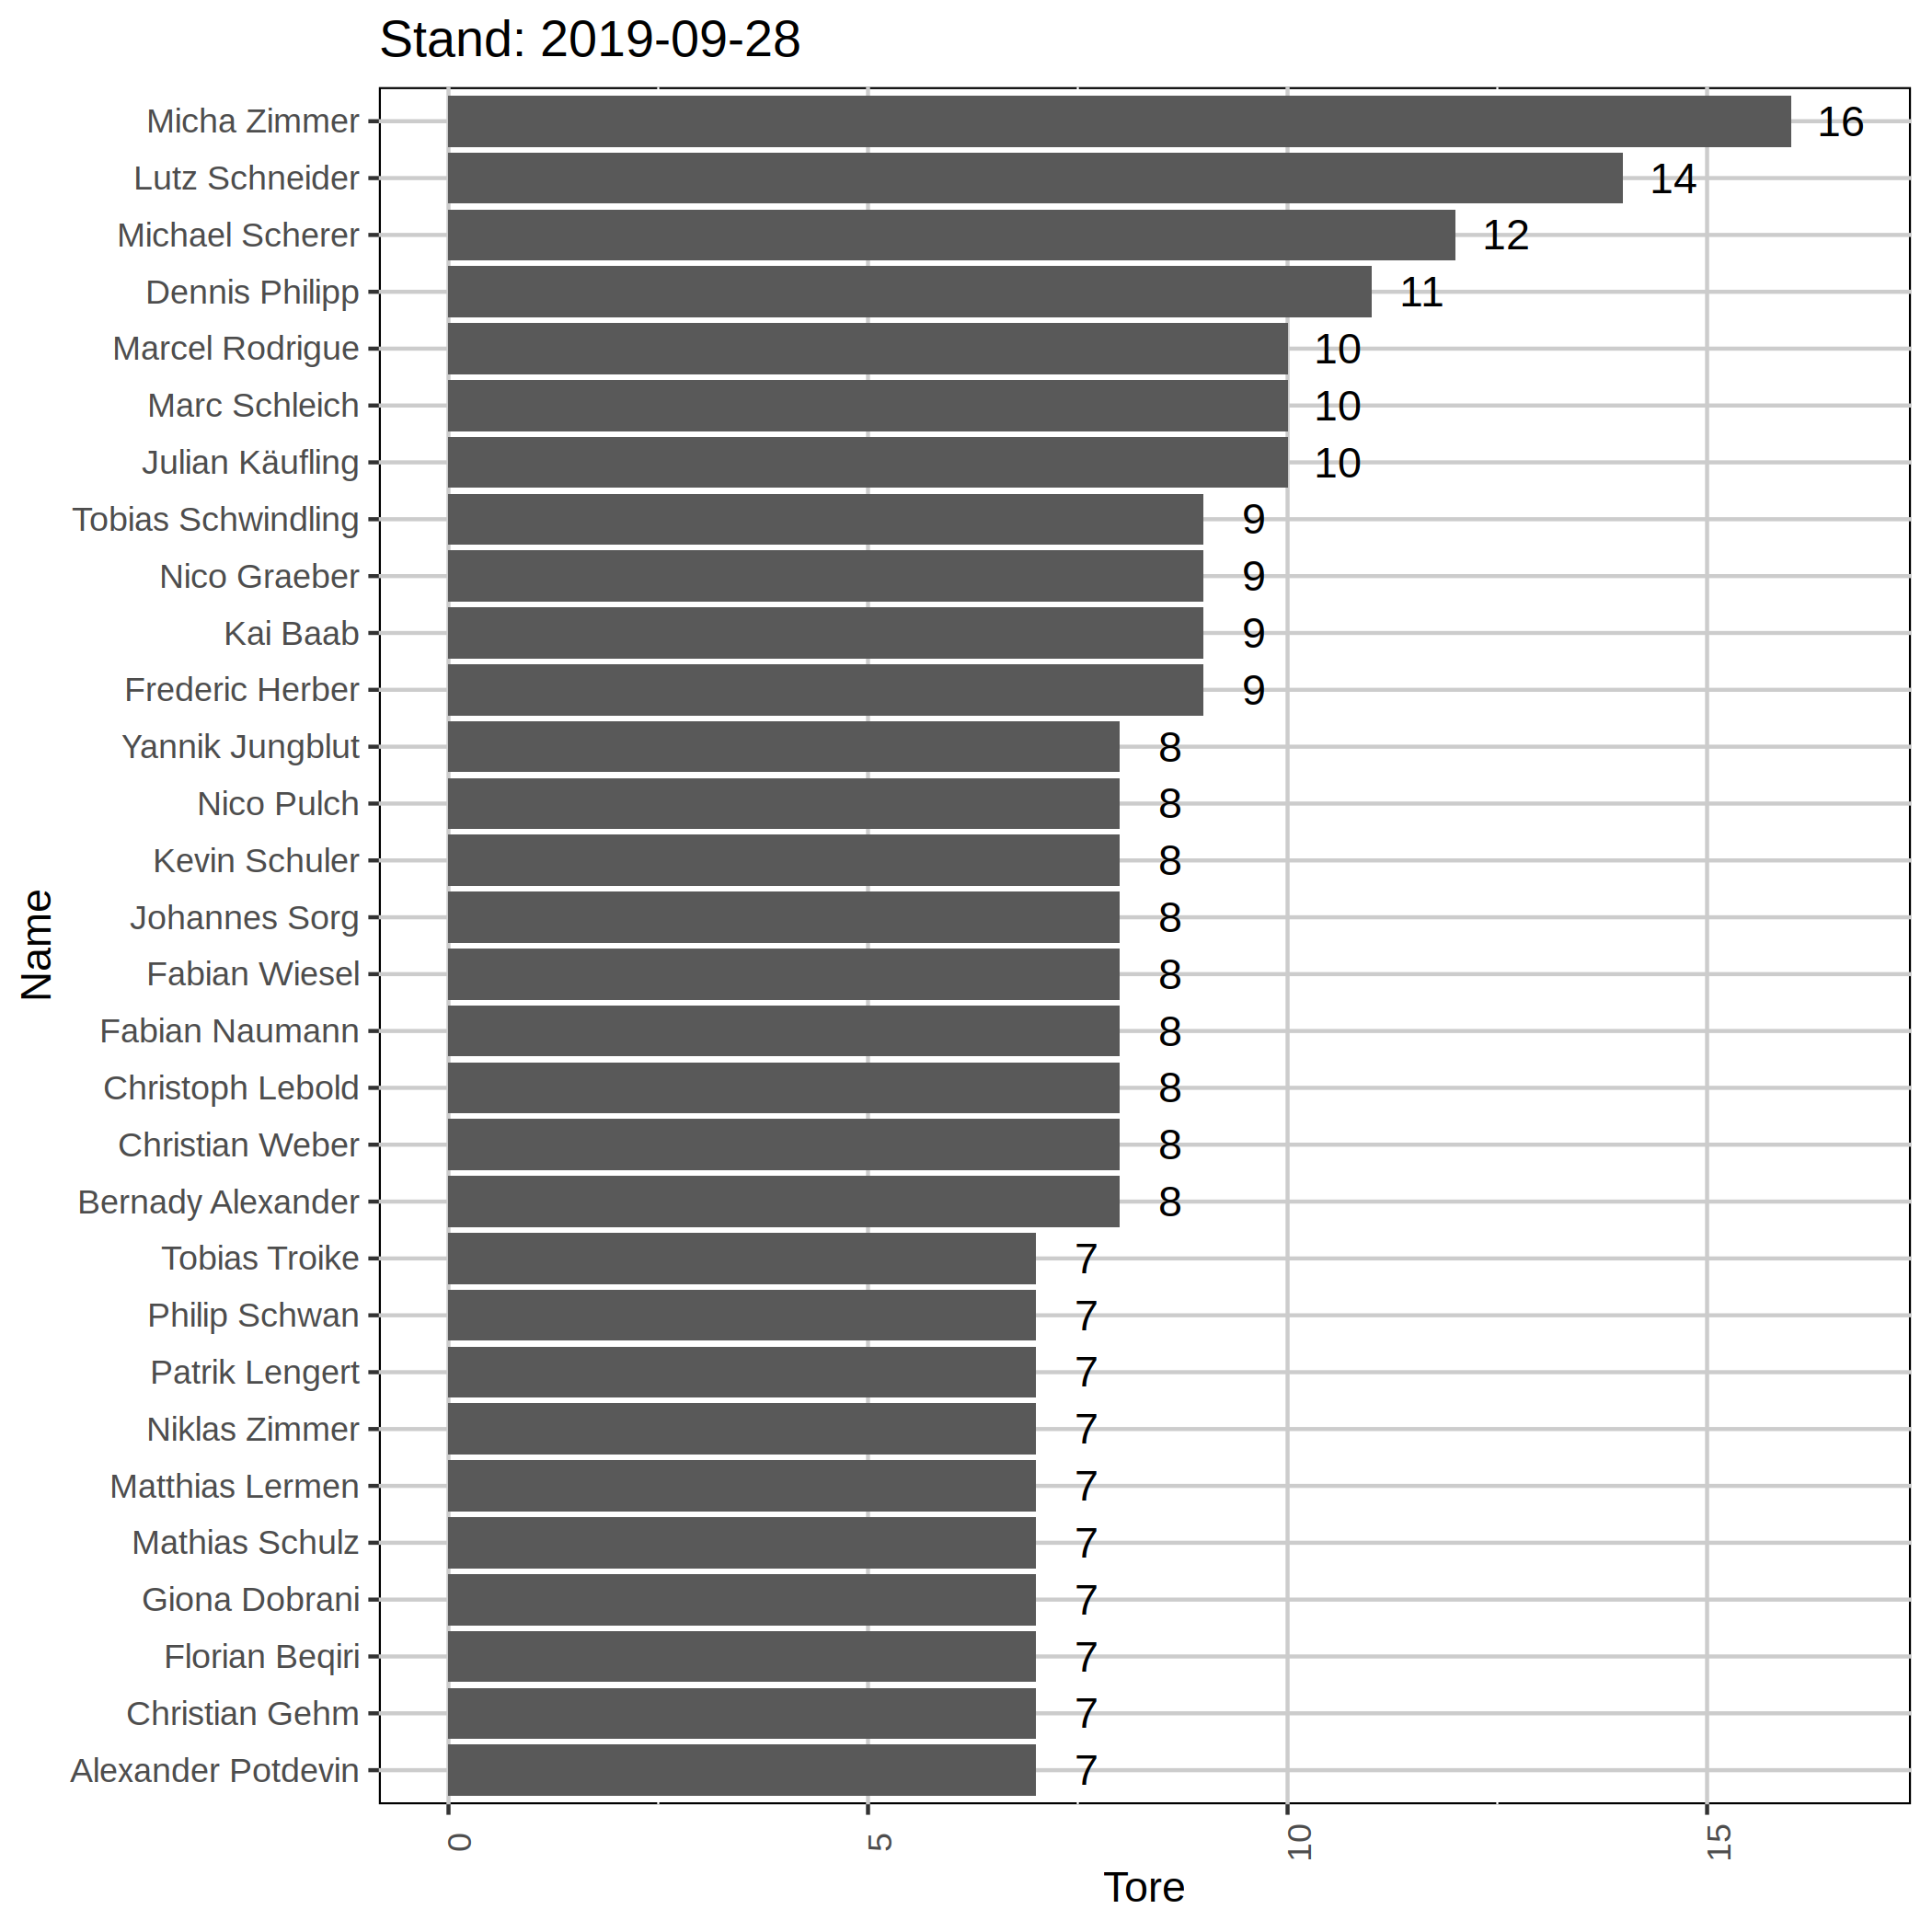 Stand: 2019-09-28
Micha Zimmer 16
Lutz Schneider 14
Michael Scherer 12
Dennis Philipp 11
Marcel Rodrigue 10
Marc Schleich 10
Julian Käufling 10
Tobias Schwindling 9
Nico Graeber 9
Kai Baab 9
Frederic Herber 9
Yannik Jungblut 8
Nico Pulch 8
Kevin Schuler 8
Johannes Sorg 8
Fabian Wiesel 8
Fabian Naumann 8
Christoph Lebold 8
Christian Weber 8
Bernady Alexander 8
Tobias Troike 7
Philip Schwan 7
Patrik Lengert 7
Niklas Zimmer 7
Matthias Lermen 7
Mathias Schulz 7
Giona Dobrani 7
Florian Beqiri 7
Christian Gehm 7
Alexander Potdevin 7
Name
0 5 10 15
Tore